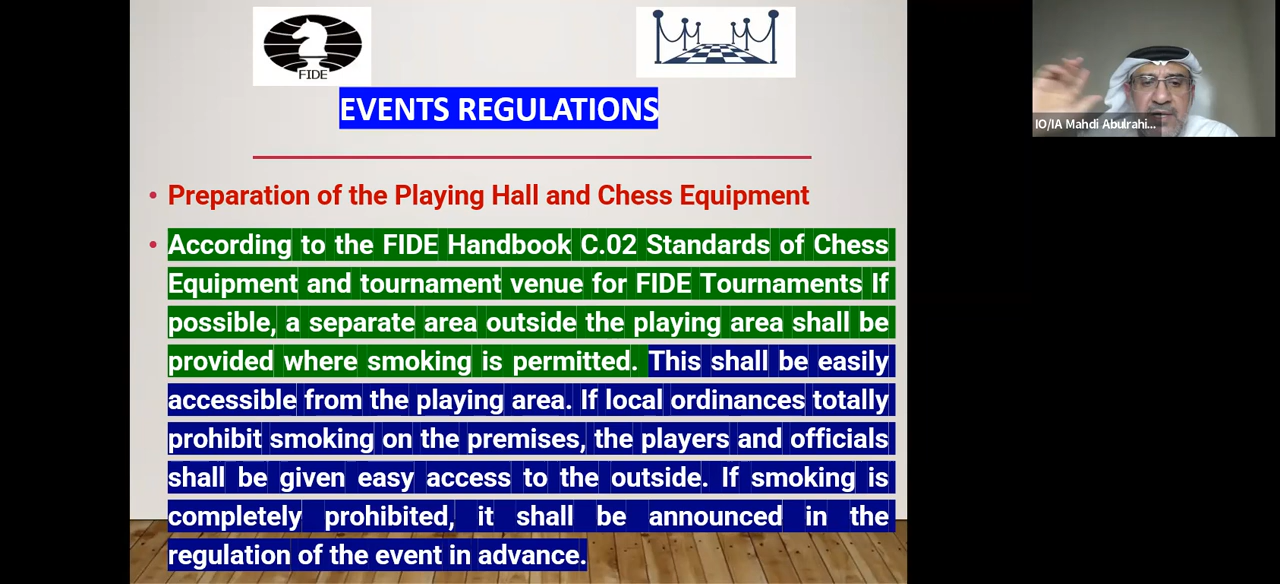 FIDE
EVENTS REGULATIONS
IO/IA Mahdi Abulrahi...
• Preparation of the Playing Hall and Chess Equipment
• According to the FIDE Handbook C.02 Standards of Chess
Equipment and tournament venue for FIDE Tournaments If
possible, a separate area outside the playing area shall be
provided where smoking is permitted. This shall be easily
accessible from the playing area. If local ordinances totally
prohibit smoking on the premises, the players and officials
shall be given easy access to the outside. If smoking is
completely prohibited, it shall be announced in the
regulation of the event in advance.